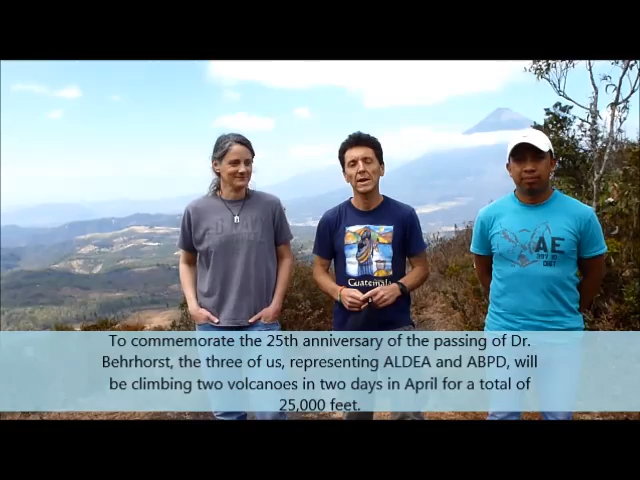 AE
Guatemala
To commemorate the 25th anniversary of the passing of Dr.
Behrhorst, the three of us, representing ALDEA and ABPD, will
be climbing two volcanoes in two days in April for a total of
25,000 feet.